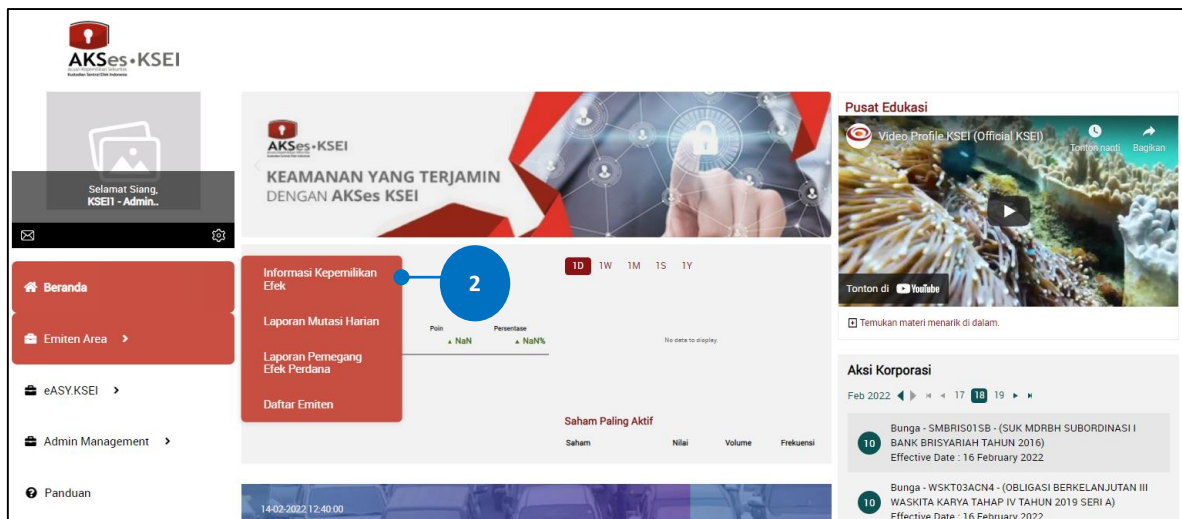 AKSes•KSEI
Selamat Siang,
KSEI1 - Admin..
Beranda
Emiten Area
eASY.KSEI
Admin Management
Panduan
AKSes•KSEI
KEAMANAN YANG TERJAMIN
DENGAN AKSes KSEI
Informasi Kepemilikan
Efek
Laporan Mutasi Harian
Laporan Pemegang
Efek Perdana
Daftar Emiten
2
1D 1W 1M 1S 1Y
Poin Persentase
▲ NaN ▲ NaN%
No data to display
Saham Paling Aktif
Saham Nilai Volume Frekuensi
14-02-2022 12:40:00
Pusat Edukasi
Video Profile KSEI (Official KSEI)
Tonton nanti Bagikan
Tonton di YouTube
Temukan materi menarik di dalam.
Aksi Korporasi
Feb 2022 17 18 19
10
Bunga - SMBRIS01SB - (SUK MDRBH SUBORDINASI I
BANK BRISYARIAH TAHUN 2016)
Effective Date : 16 February 2022
10
Bunga - WSKT03ACN4 - (OBLIGASI BERKELANJUTAN III
WASKITA KARYA TAHAP IV TAHUN 2019 SERI A)
Effective Date : 16 February 2022